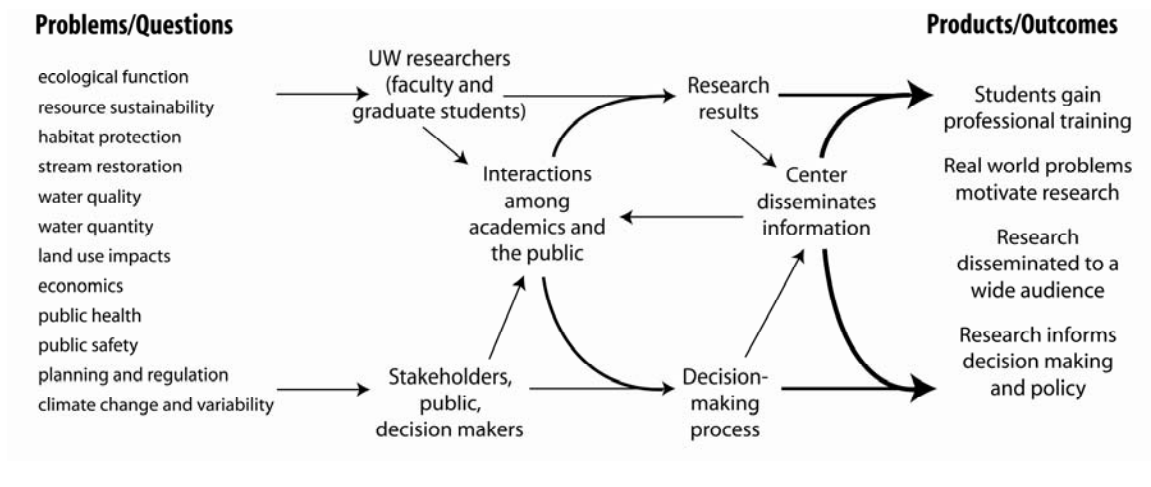 Problems/Questions
ecological function
resource sustainability
habitat protection
stream restoration
water quality
water quantity
land use impacts
economics
public health
public safety
planning and regulation
climate change and variability
UW researchers
(faculty and
graduate students)
Interactions
among
academics and
the public
Stakeholders,
public,
decision makers
Research
results
Center
disseminates
information
Decision-
making
process
Products/Outcomes
Students gain
professional training
Real world problems
motivate research
Research
disseminated to a
wide audience
Research informs
decision making
and policy